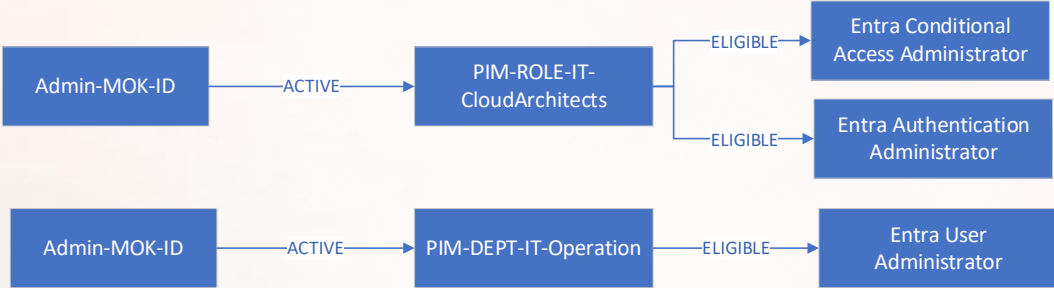 Entra Conditional
Access Administrator
ELIGIBLE
Admin-MOK-ID
ACTIVE
PIM-ROLE-IT-
CloudArchitects
ELIGIBLE
Entra Authentication
Administrator
Admin-MOK-ID
ACTIVE
PIM-DEPT-IT-Operation
ELIGIBLE
Entra User
Administrator